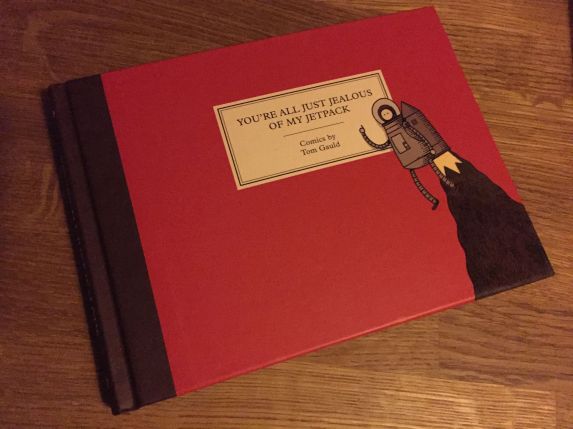 YOU'RE ALL JUST JEALOUS
OF MY JETPACK
Comics by
Tom Gauld